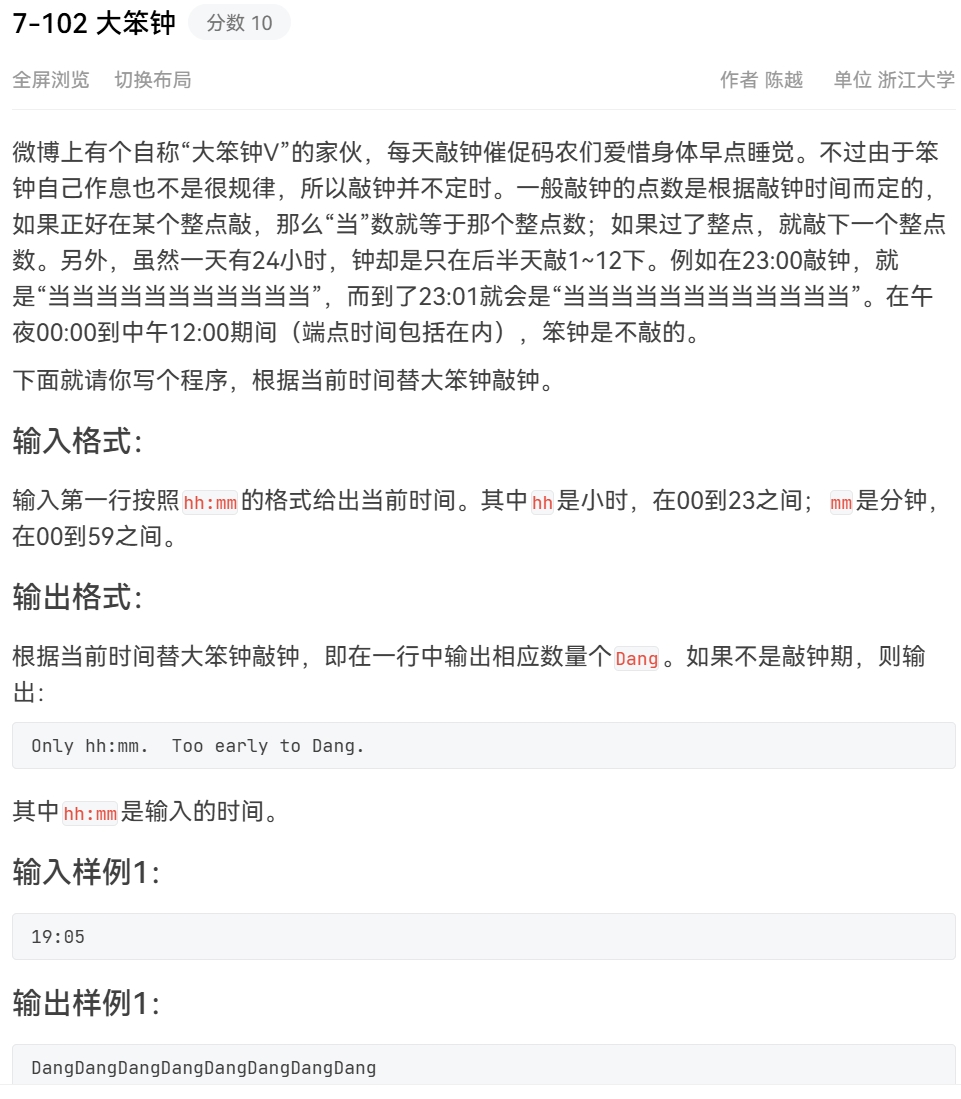 7-102 大笨钟 分数 10
全屏浏览 切换布局 作者 陈越 单位 浙江大学
微博上有个自称“大笨钟V”的家伙，每天敲钟催促码农们爱惜身体早点睡觉。不过由于笨
钟自己作息也不是很规律，所以敲钟并不定时。一般敲钟的点数是根据敲钟时间而定的，
如果正好在某个整点敲，那么“当”数就等于那个整点数；如果过了整点，就敲下一个整点
数。另外，虽然一天有24小时，钟却是只在后半天敲1~12下。例如在23:00敲钟，就
是“当当当当当当当当当当当”，而到了23:01就会是“当当当当当当当当当当当当”。在午
夜00:00到中午12:00期间（端点时间包括在内），笨钟是不敲的。
下面就请你写个程序，根据当前时间替大笨钟敲钟。
输入格式：
输入第一行按照hh:mm的格式给出当前时间。其中hh是小时，在00到23之间；mm是分钟，
在00到59之间。
输出格式：
根据当前时间替大笨钟敲钟，即在一行中输出相应数量个Dang。如果不是敲钟期，则输
出：
Only hh:mm.  Too early to Dang.
其中hh:mm是输入的时间。
输入样例1：
19:05
输出样例1：
DangDangDangDangDangDangDangDang